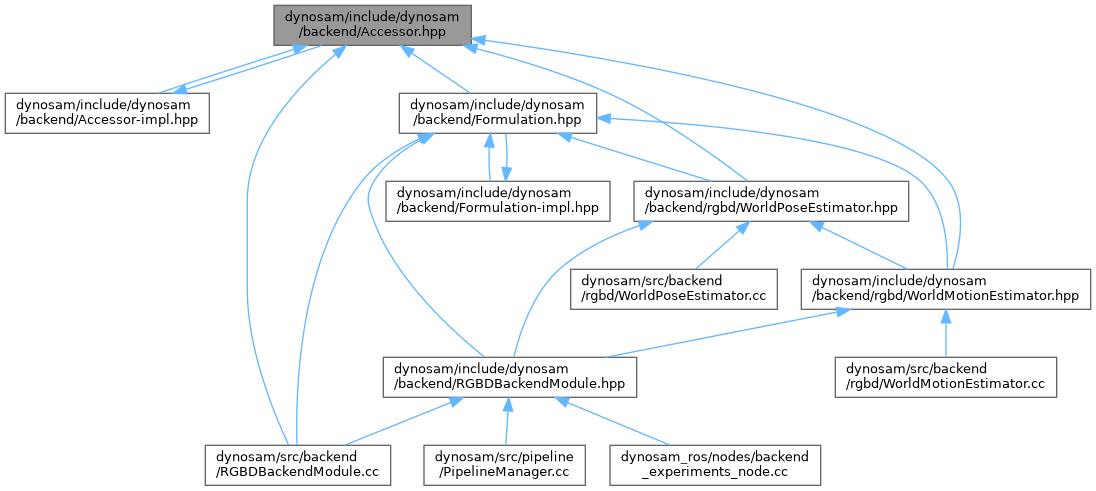 dynosam/include/dynosam
/backend/Accessor.hpp
dynosam/include/dynosam
/backend/Accessor-impl.hpp
dynosam/include/dynosam
/backend/Formulation.hpp
dynosam/include/dynosam
/backend/Formulation-impl.hpp
dynosam/include/dynosam
/backend/rgbd/WorldPoseEstimator.hpp
dynosam/src/backend
/rgbd/WorldPoseEstimator.cc
dynosam/include/dynosam
/backend/rgbd/WorldMotionEstimator.hpp
dynosam/include/dynosam
/backend/RGBDBackendModule.hpp
dynosam/src/backend
/rgbd/WorldMotionEstimator.cc
dynosam/src/backend
/RGBDBackendModule.cc
dynosam/src/pipeline
/PipelineManager.cc
dynosam_ros/nodes/backend
_experiments_node.cc